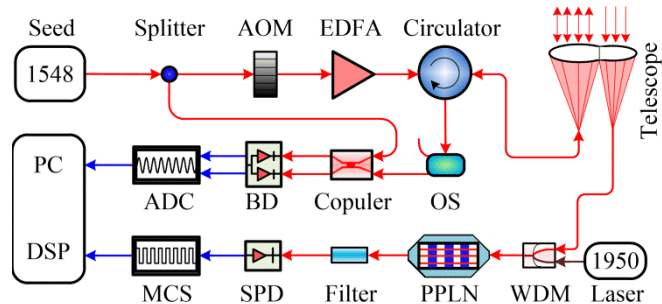 Seed
Splitter
AOM
EDFA
Circulator
1548
Telescope
PC
ADC
BD
Copuler
OS
DSP
1950
MCS
SPD
Filter
PPLN
WDM
Laser